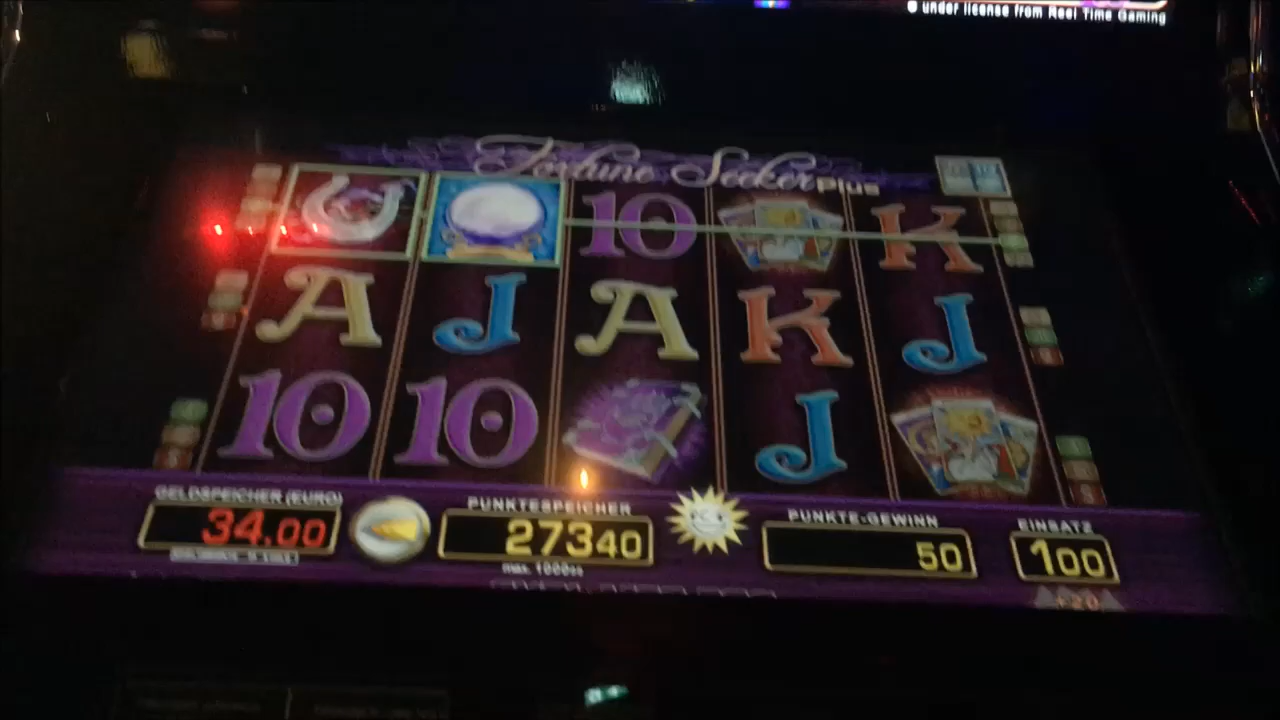 © under license from Reel Time Gaming
Fortune Seeker Plus
10 K
A J A K J
10 10 J
GELDSPEICHER (EURO)
PUNKTESPEICHER
PUNKTE-GEWINN
EINSATZ
34.00
27340
50
100
+20